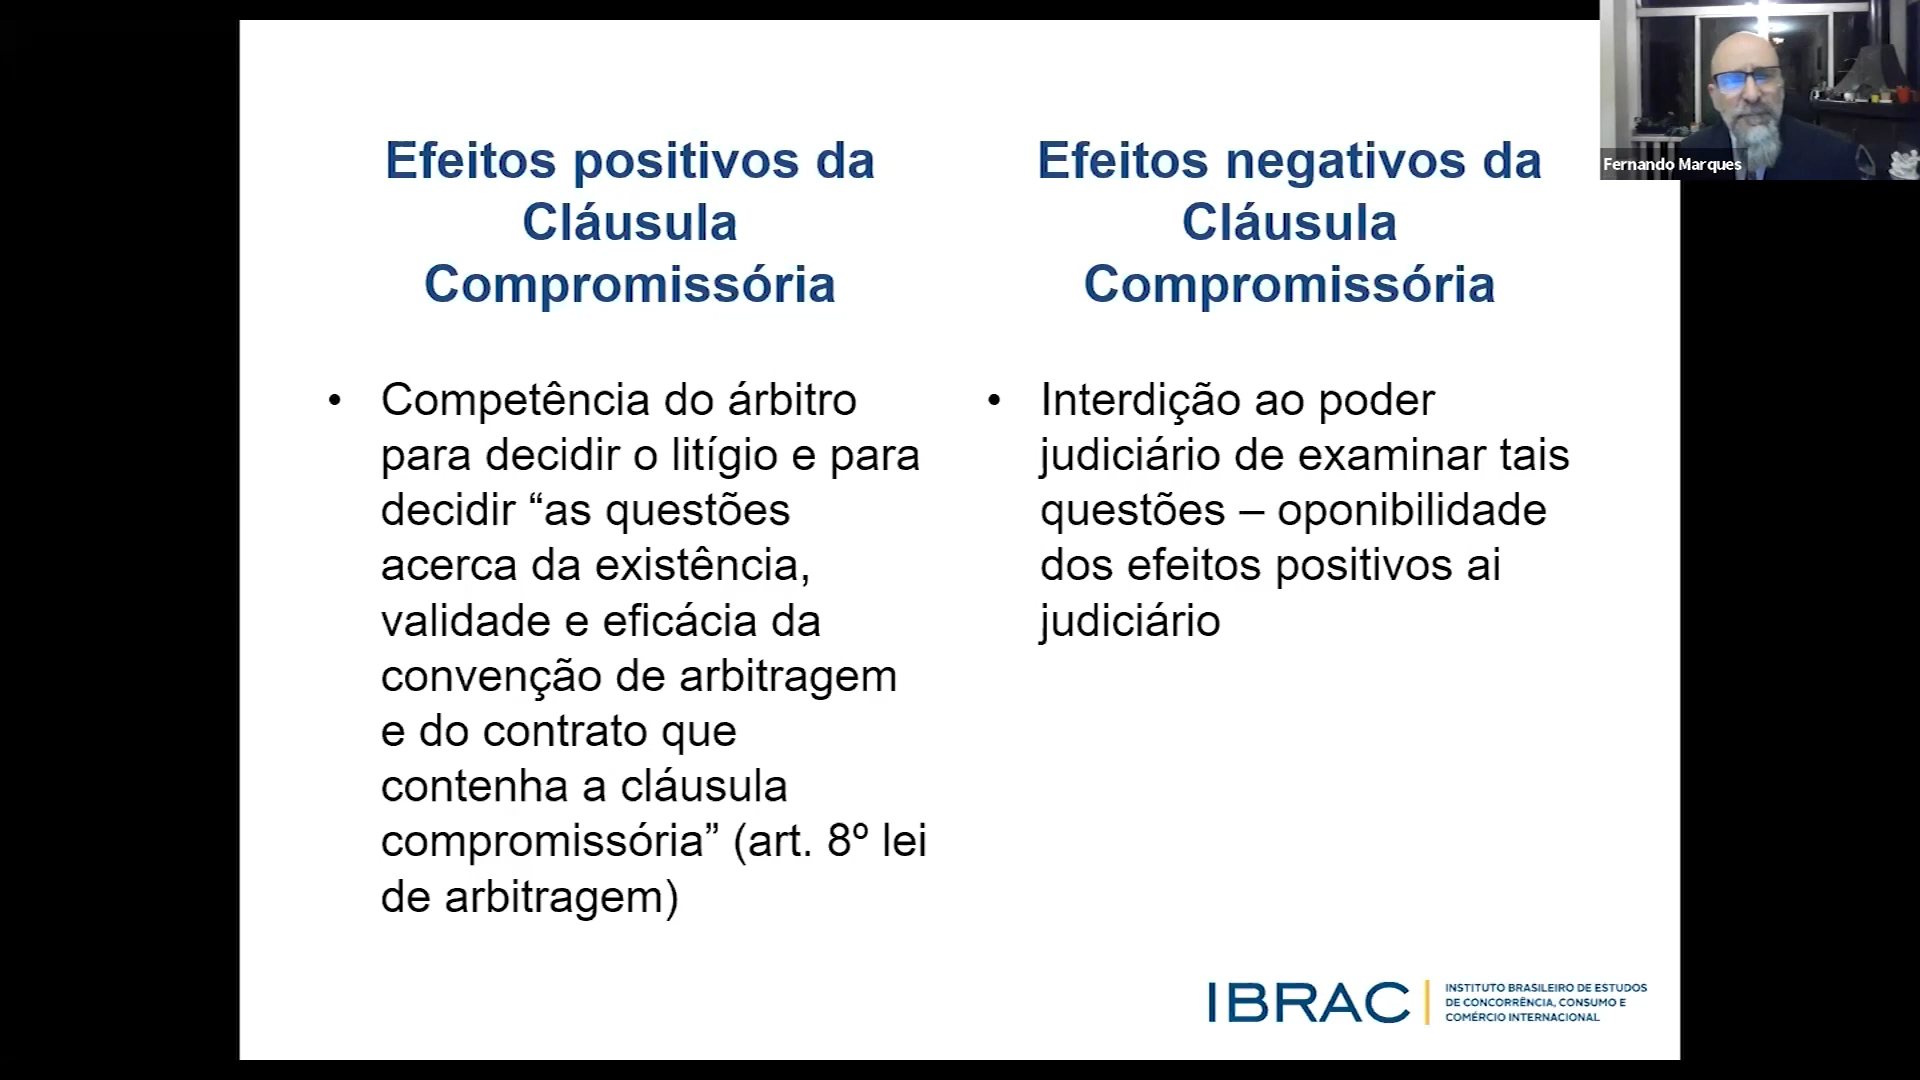 Efeitos positivos da
Cláusula
Compromissória
• Competência do árbitro
para decidir o litígio e para
decidir “as questões
acerca da existência,
validade e eficácia da
convenção de arbitragem
e do contrato que
contenha a cláusula
compromissória” (art. 8º lei
de arbitragem)
Efeitos negativos da
Cláusula
Compromissória
• Interdição ao poder
judiciário de examinar tais
questões – oponibilidade
dos efeitos positivos ai
judiciário
Fernando Marques
IBRAC
INSTITUTO BRASILEIRO DE ESTUDOS
DE CONCORRÊNCIA, CONSUMO E
COMÉRCIO INTERNACIONAL